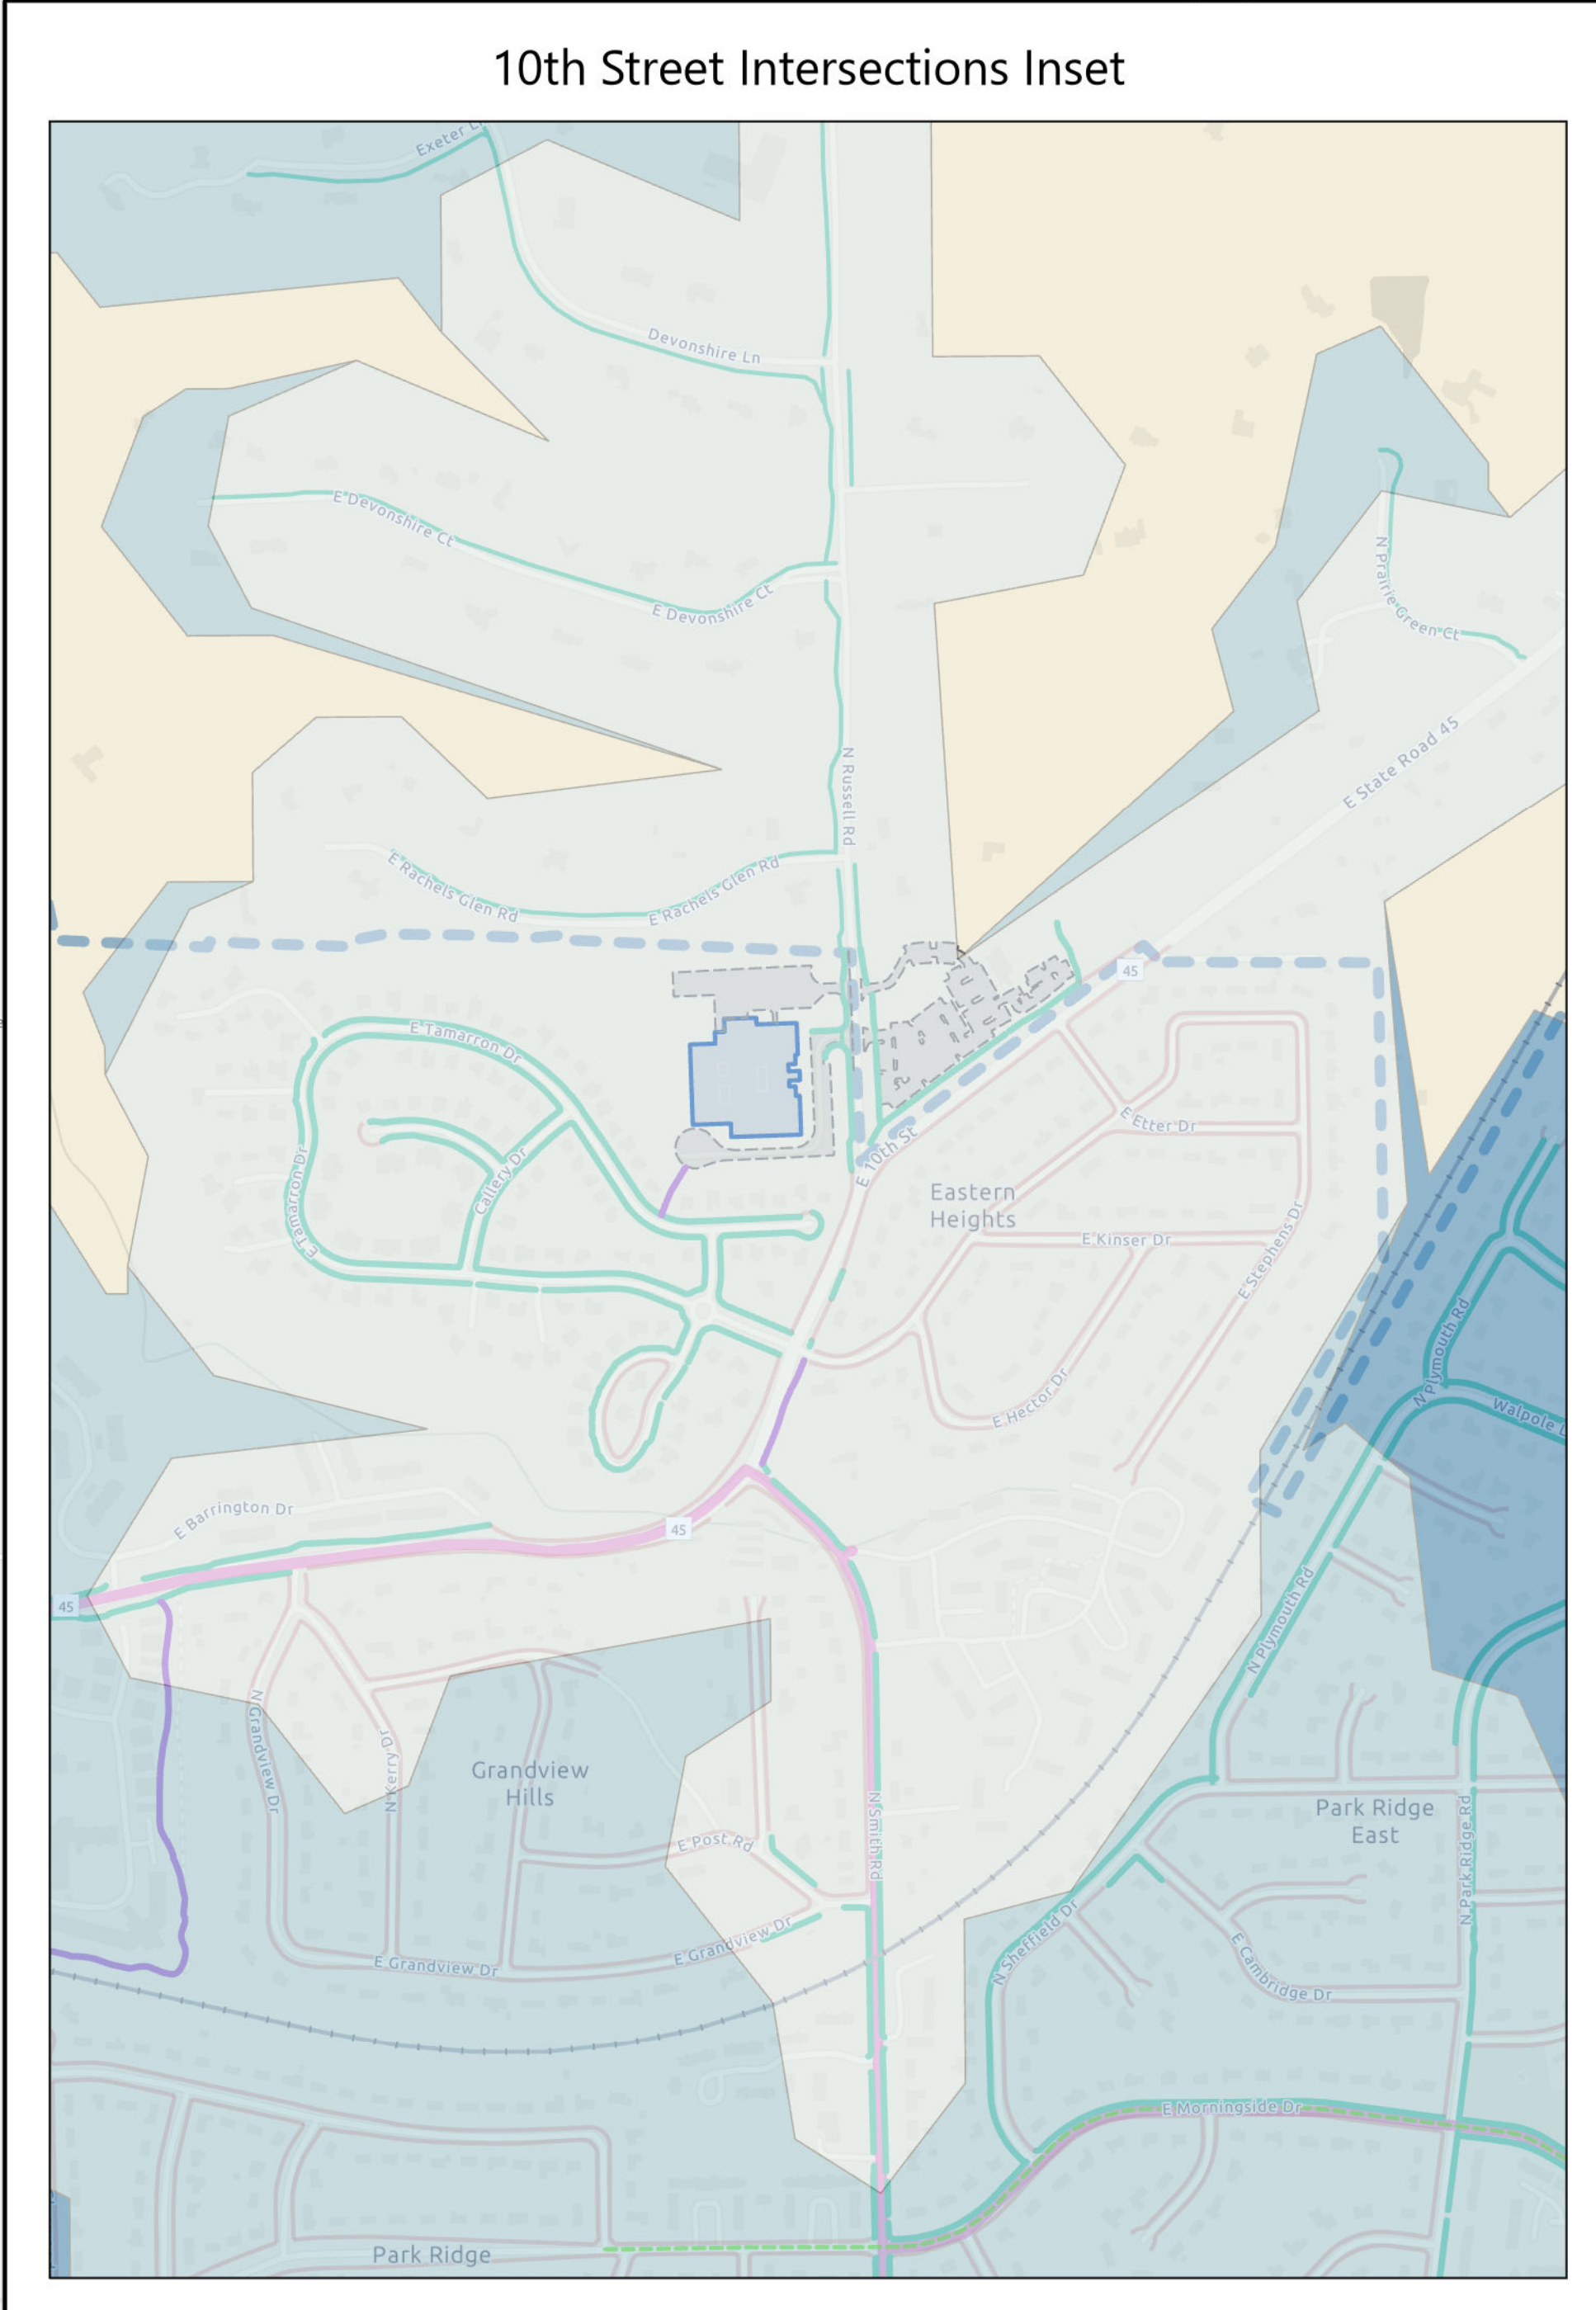 10th Street Intersections Inset
Exeter
Devonshire Ln
E Devonshire Ct
N Prairie Green Ct
E Devonshire Ct
E State Road 45
N Russell Rd
E Rachels Glen Rd
E Rachels Glen Rd
45
E Tamarron Dr
E Etter Dr
E 10th St
Callery Dr
E Tamarron Dr
Eastern
Heights
E Kinser Dr
E Stephens Dr
N Plymouth Rd
E Hector Dr
Walpole
E Barrington Dr
45
45
N Plymouth Rd
N Grandview Dr
N Kerry Dr
Grandview
Hills
N Smith Rd
Park Ridge
East
E Post Rd
N Park Ridge Rd
E Grandview Dr
E Grandview Dr
N Sheffield Dr
E Cambridge Dr
E Morningside Dr
Park Ridge